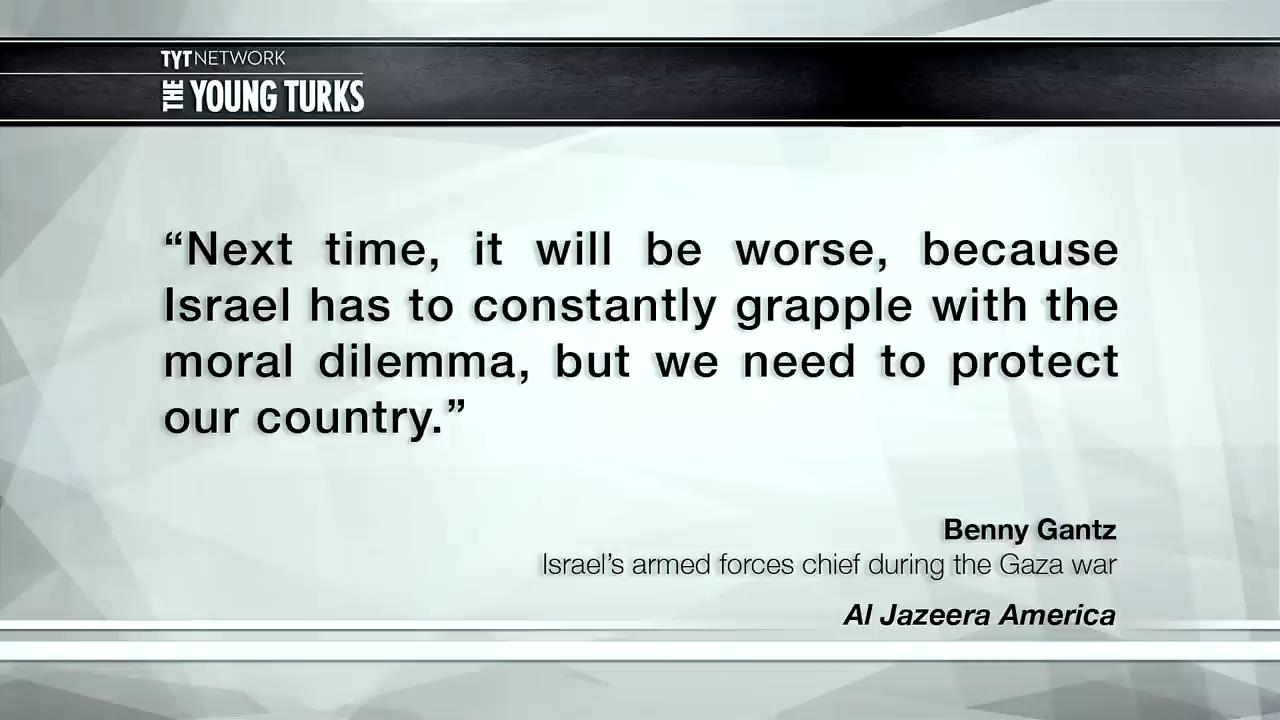 TYT NETWORK
THE YOUNG TURKS
“Next time, it will be worse, because
Israel has to constantly grapple with the
moral dilemma, but we need to protect
our country.”
Benny Gantz
Israel’s armed forces chief during the Gaza war
Al Jazeera America